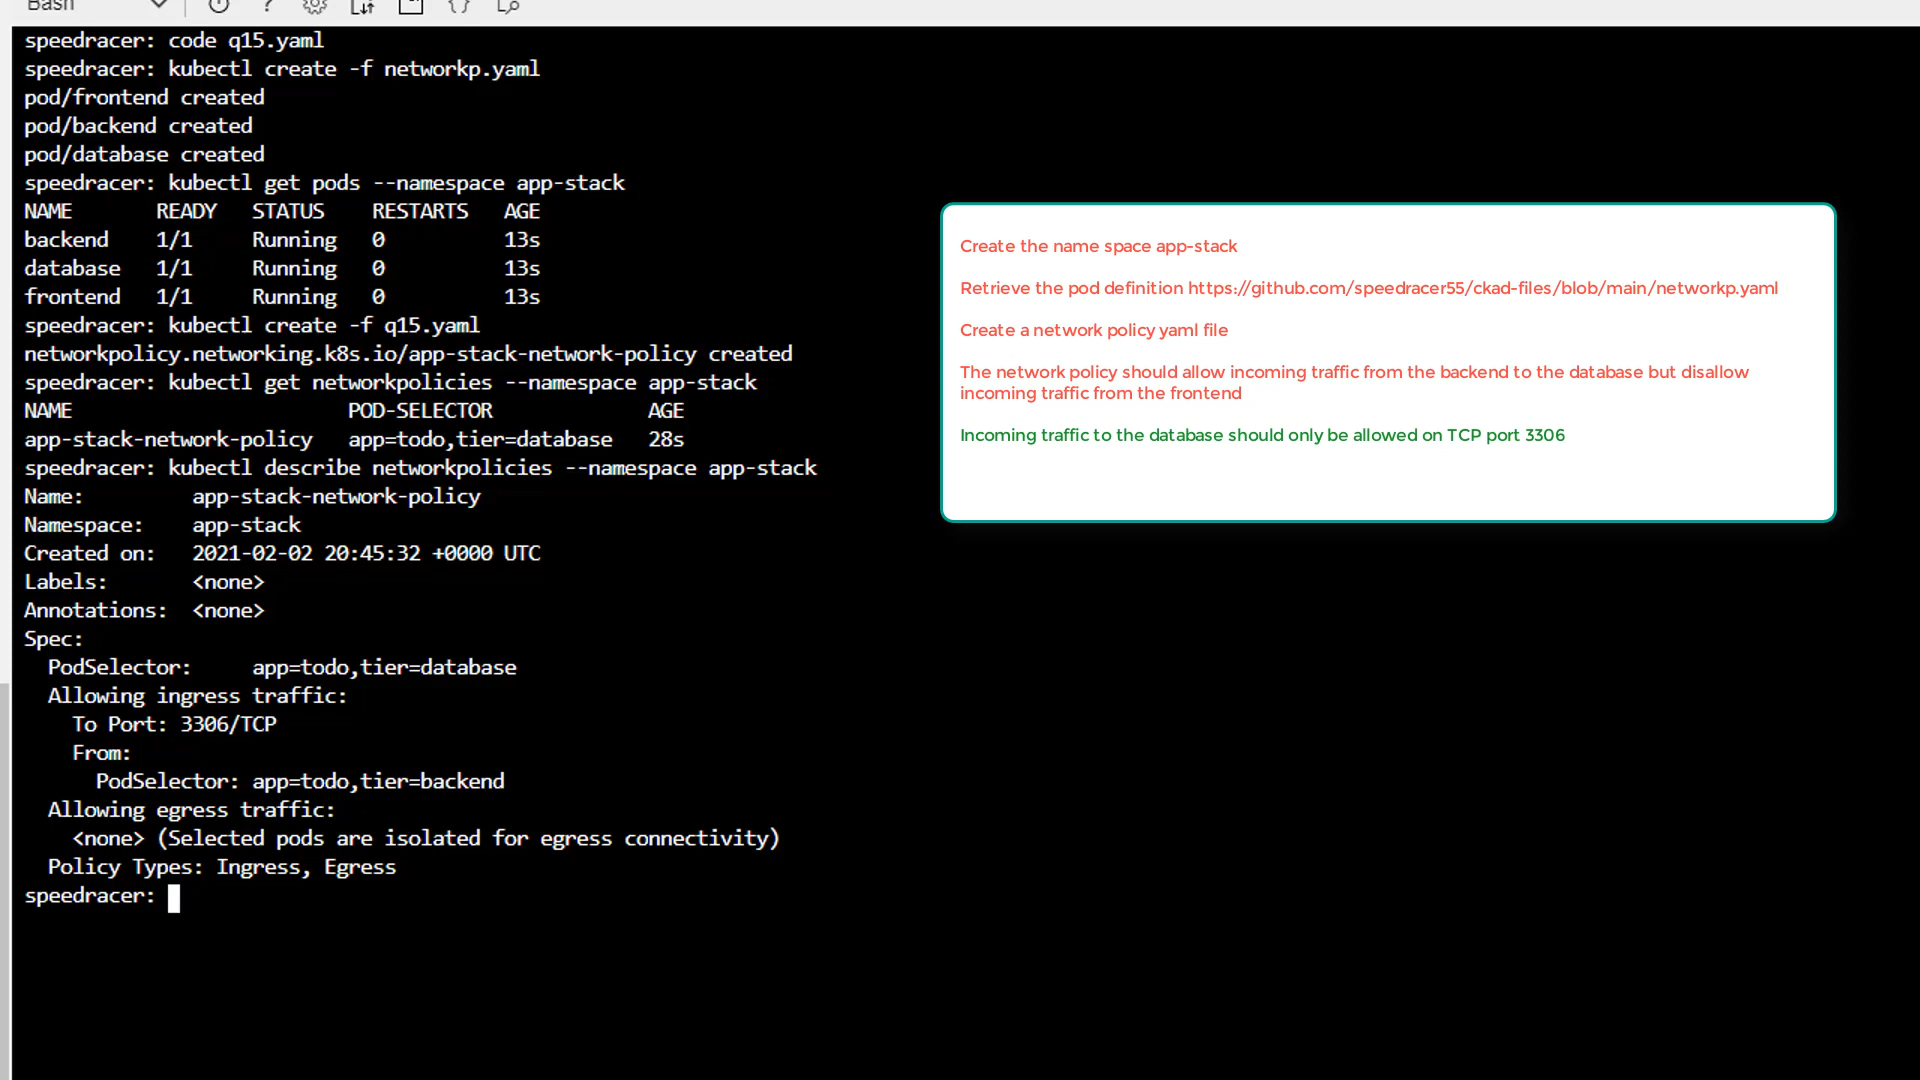 Bash
speedracer: code q15.yaml
speedracer: kubectl create -f networkp.yaml
pod/frontend created
pod/backend created
pod/database created
speedracer: kubectl get pods --namespace app-stack
NAME READY STATUS RESTARTS AGE
backend 1/1 Running 0 13s
database 1/1 Running 0 13s
frontend 1/1 Running 0 13s
speedracer: kubectl create -f q15.yaml
networkpolicy.networking.k8s.io/app-stack-network-policy created
speedracer: kubectl get networkpolicies --namespace app-stack
NAME POD-SELECTOR AGE
app-stack-network-policy app=todo,tier=database 28s
speedracer: kubectl describe networkpolicies --namespace app-stack
Name: app-stack-network-policy
Namespace: app-stack
Created on: 2021-02-02 20:45:32 +0000 UTC
Labels: <none>
Annotations: <none>
Spec:
PodSelector: app=todo,tier=database
Allowing ingress traffic:
To Port: 3306/TCP
From:
PodSelector: app=todo,tier=backend
Allowing egress traffic:
<none> (Selected pods are isolated for egress connectivity)
Policy Types: Ingress, Egress
speedracer:
Create the name space app-stack
Retrieve the pod definition https://github.com/speedracer55/ckad-files/blob/main/networkp.yaml
Create a network policy yaml file
The network policy should allow incoming traffic from the backend to the database but disallow
incoming traffic from the frontend
Incoming traffic to the database should only be allowed on TCP port 3306